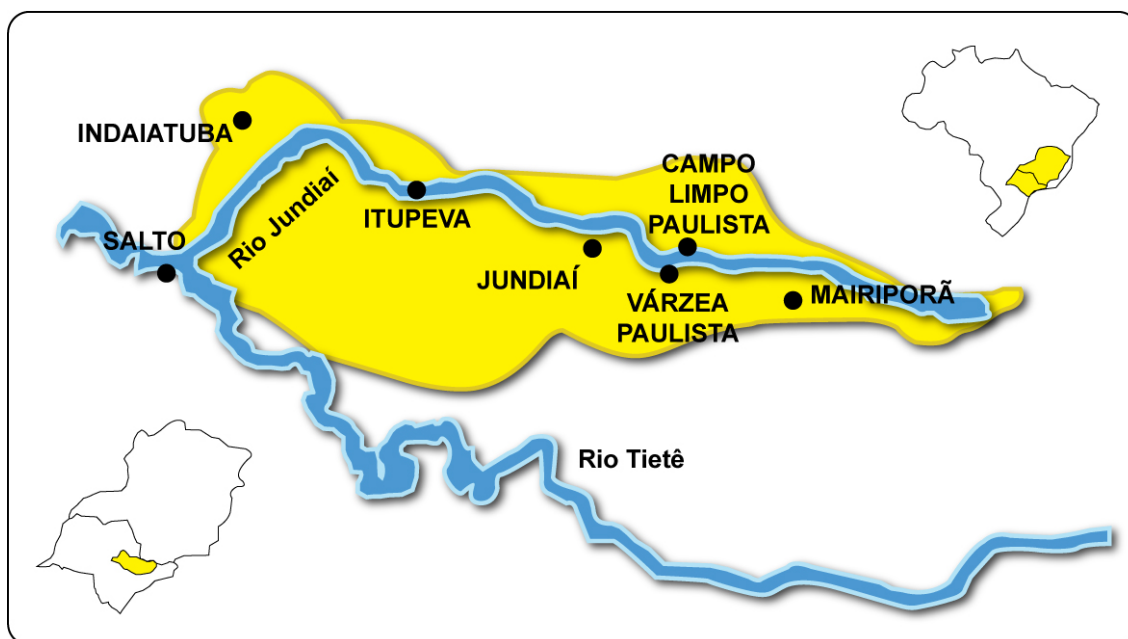 INDAIATUBA
CAMPO
LIMPO
PAULISTA
Rio Jundiaí
ITUPEVA
SALTO
JUNDIAÍ
VÁRZEA
PAULISTA
MAIRIPORÃ
Rio Tietê